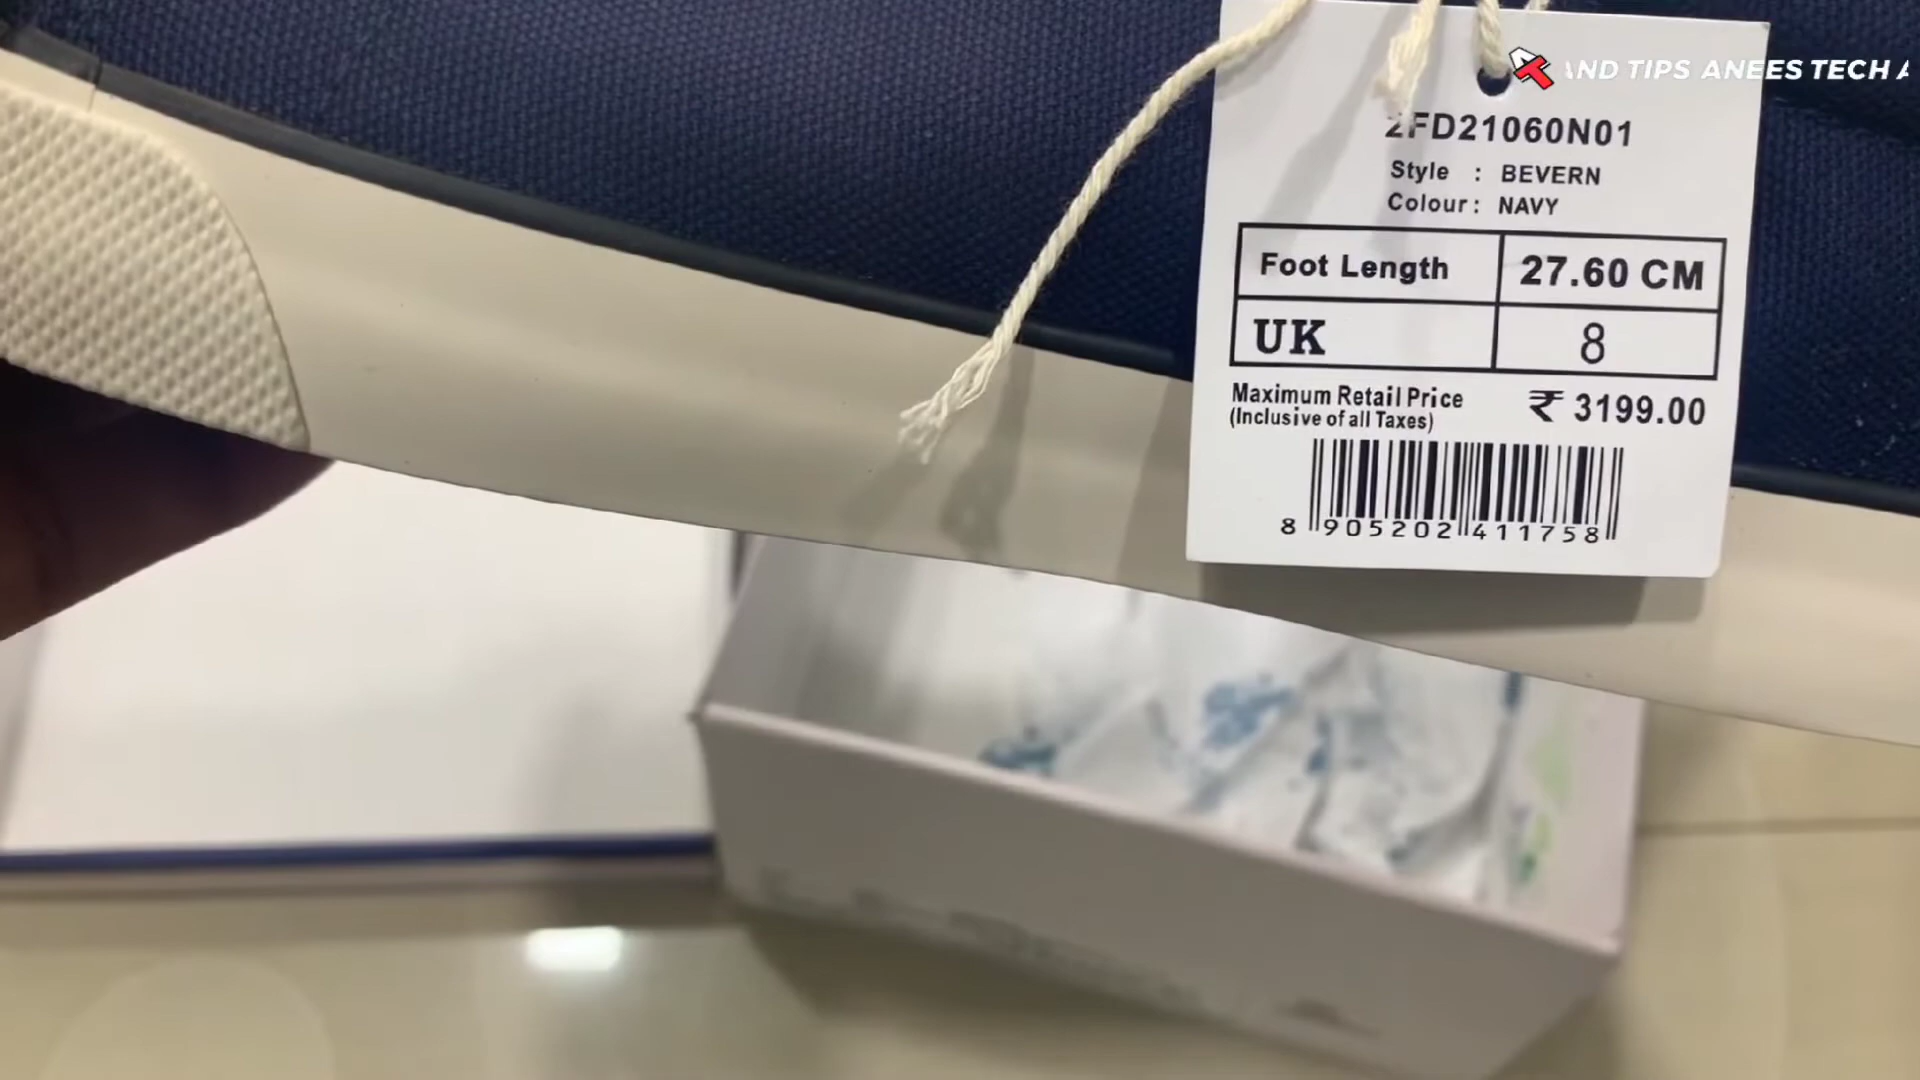 AND TIPS ANEES TECH A
2FD21060N01
Style : BEVERN
Colour : NAVY
Foot Length 27.60 CM
UK 8
Maximum Retail Price ₹ 3199.00
(Inclusive of all Taxes)
8 905202 411758